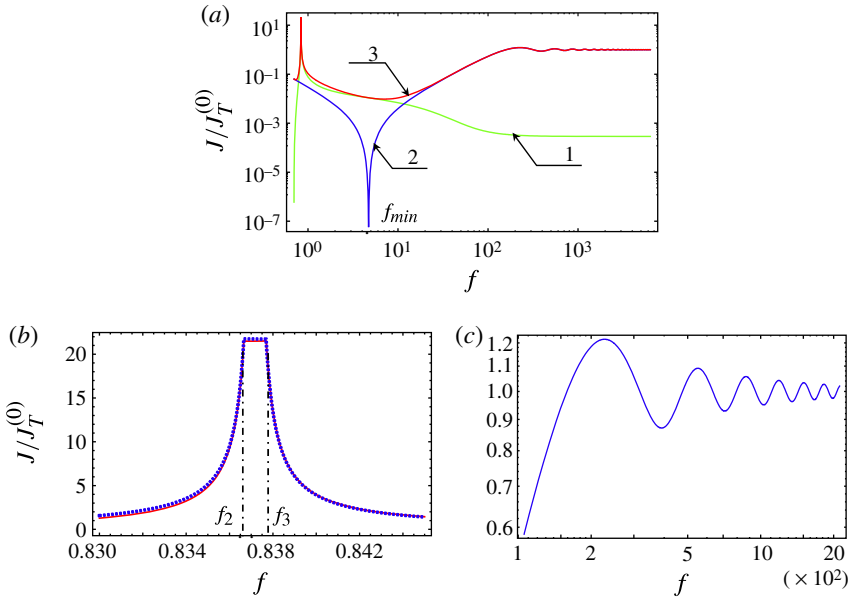 (a)
J/J_T^(0)
10^1
10^−1
10^−3
10^−5
10^−7
3
2
1
f_min
10^0 10^1 10^2 10^3
f
(b)
J/J_T^(0)
20
15
10
5
0
f_2 f_3
0.830 0.834 0.838 0.842
f
(c)
1.2
1.1
1.0
0.9
0.8
0.7
0.6
1 2 5 10 20
(× 10^2)
f